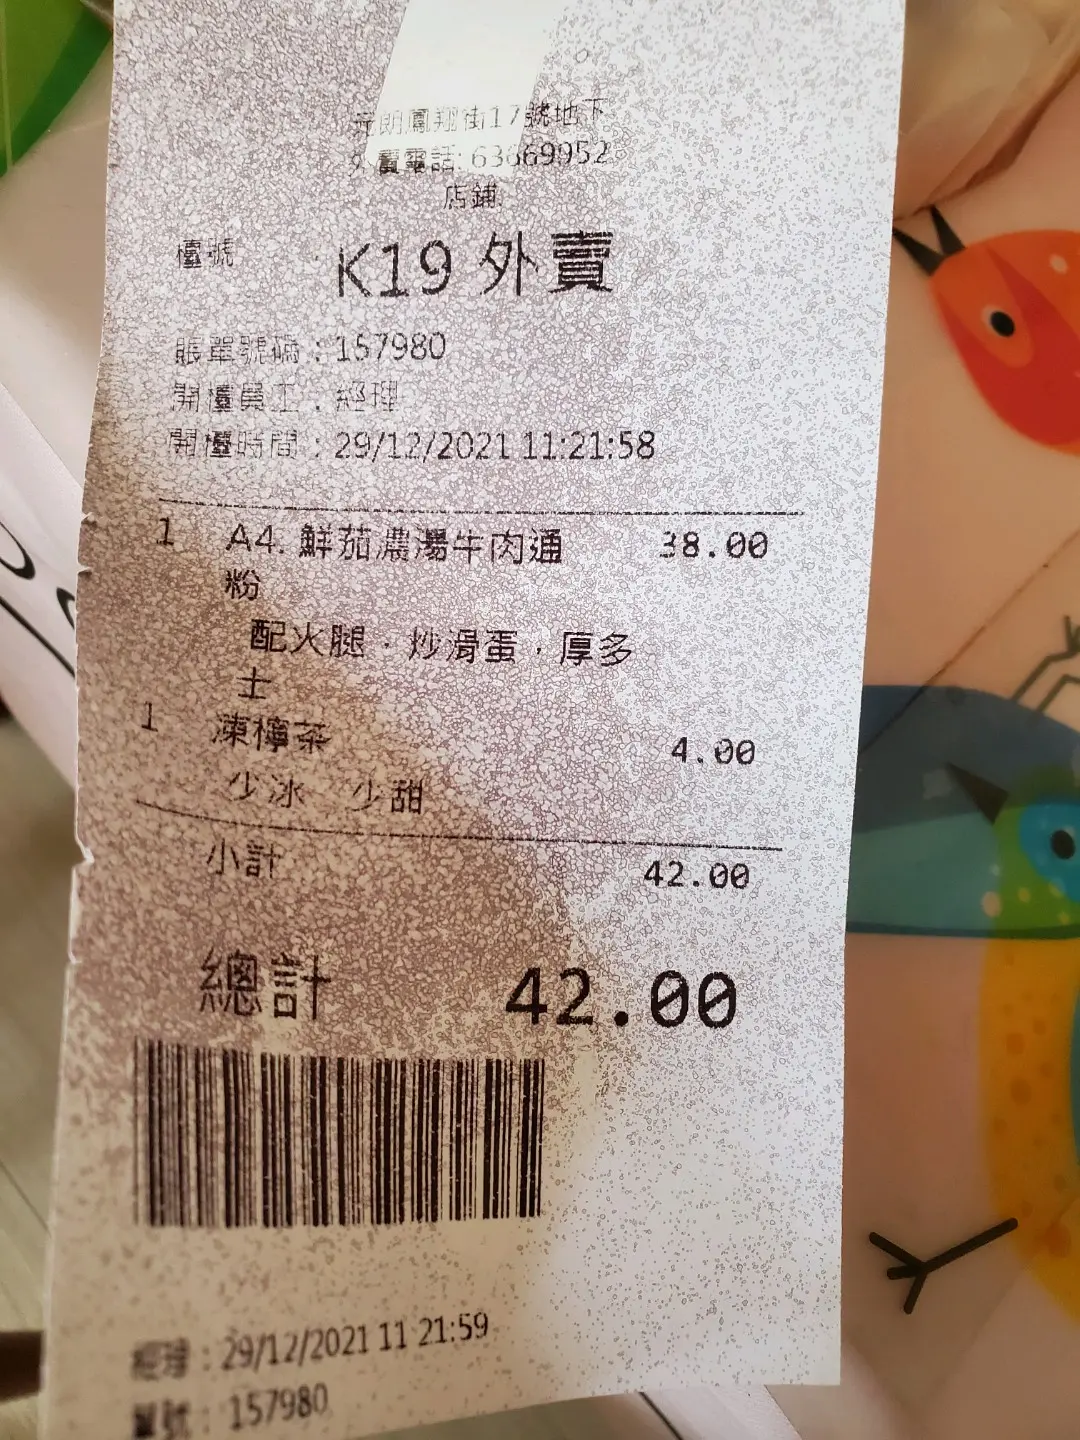 元朗鳳翔街17號地下
外賣電話: 63669952
店鋪
檯號 K19 外賣
賬單號碼 : 157980
開檯員工 : 經理
開檯時間 : 29/12/2021 11:21:58
1 A4. 鮮茄濃湯牛肉通 38.00
粉
配火腿，炒滑蛋，厚多
士
1 凍檸茶 4.00
少冰 少甜
小計 42.00
總計 42.00
經理 : 29/12/2021 11 21:59
單號 : 157980